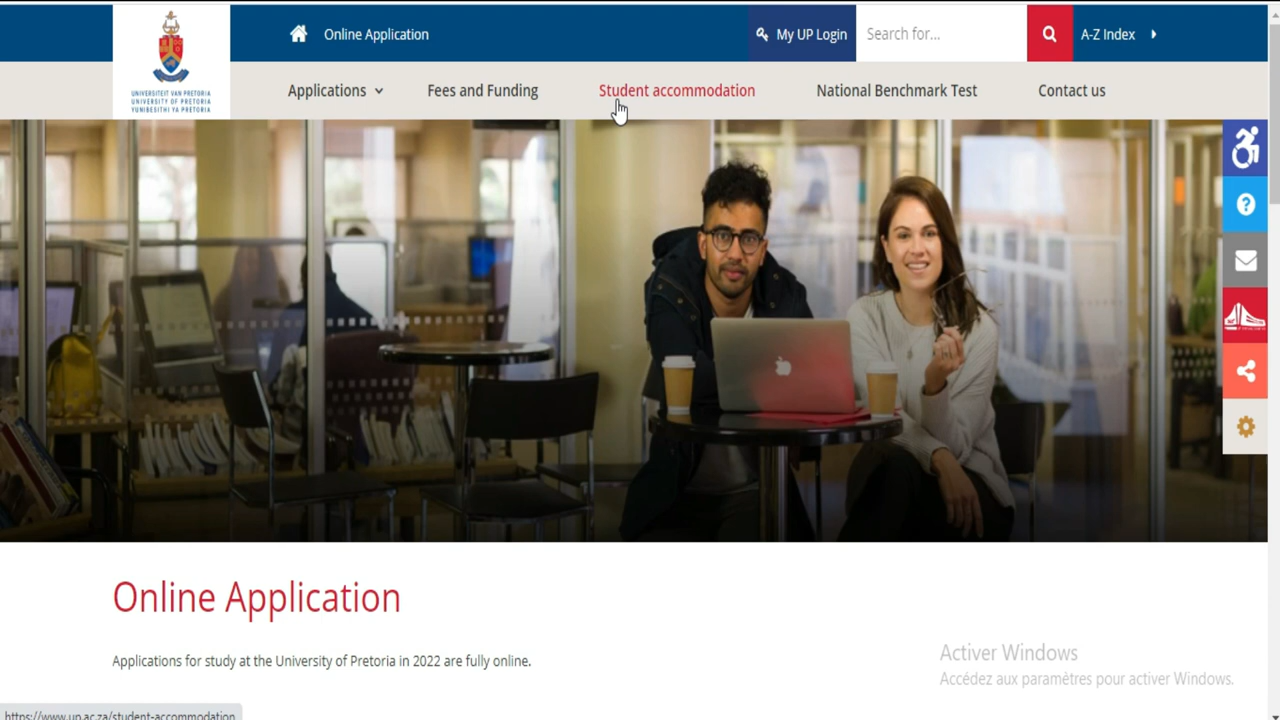 Online Application
My UP Login
Search for...
A-Z Index
UNIVERSITEIT VAN PRETORIA
UNIVERSITY OF PRETORIA
YUNIBESITHI YA PRETORIA
Applications
Fees and Funding
Student accommodation
National Benchmark Test
Contact us
Online Application
Applications for study at the University of Pretoria in 2022 are fully online.
Activer Windows
Accédez aux paramètres pour activer Windows.
https://www.up.ac.za/student-accommodation